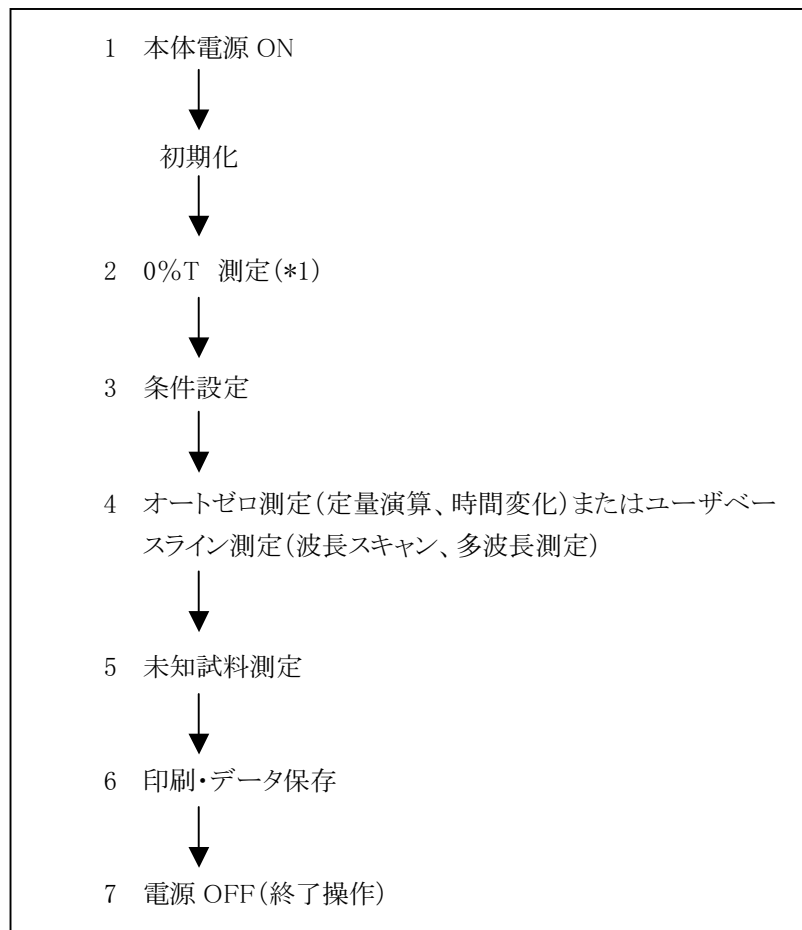 1 本体電源 ON
初期化
2 0%T 測定(*1)
3 条件設定
4 オートゼロ測定(定量演算、時間変化)またはユーザベー
スライン測定(波長スキャン、多波長測定)
5 未知試料測定
6 印刷・データ保存
7 電源 OFF(終了操作)